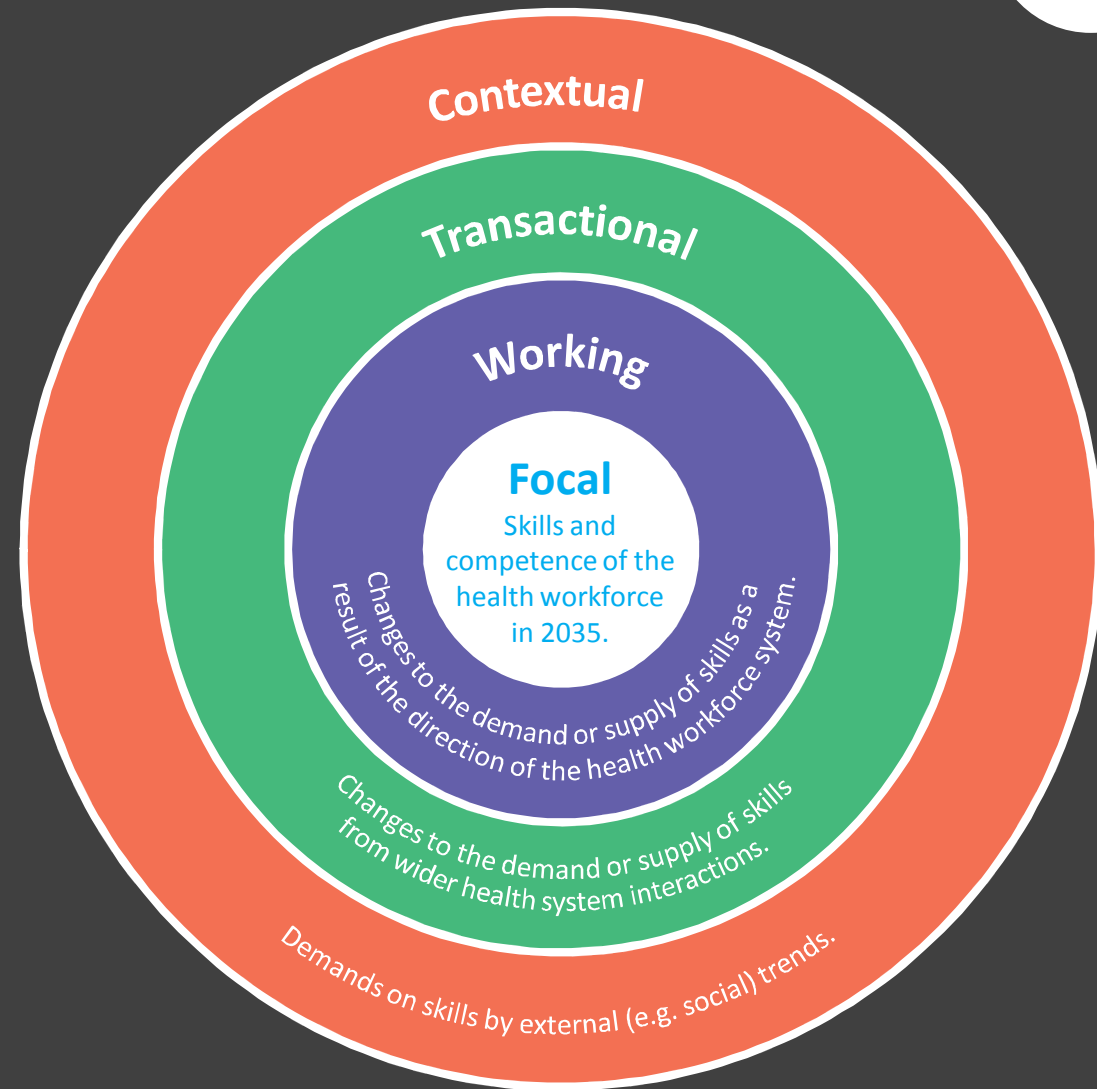 Contextual
Transactional
Working
Focal
Skills and
competence of the
health workforce
in 2035.
Changes to the demand or supply of skills as a
result of the direction of the health workforce system.
Changes to the demand or supply of skills
from wider health system interactions.
Demands on skills by external (e.g. social) trends.